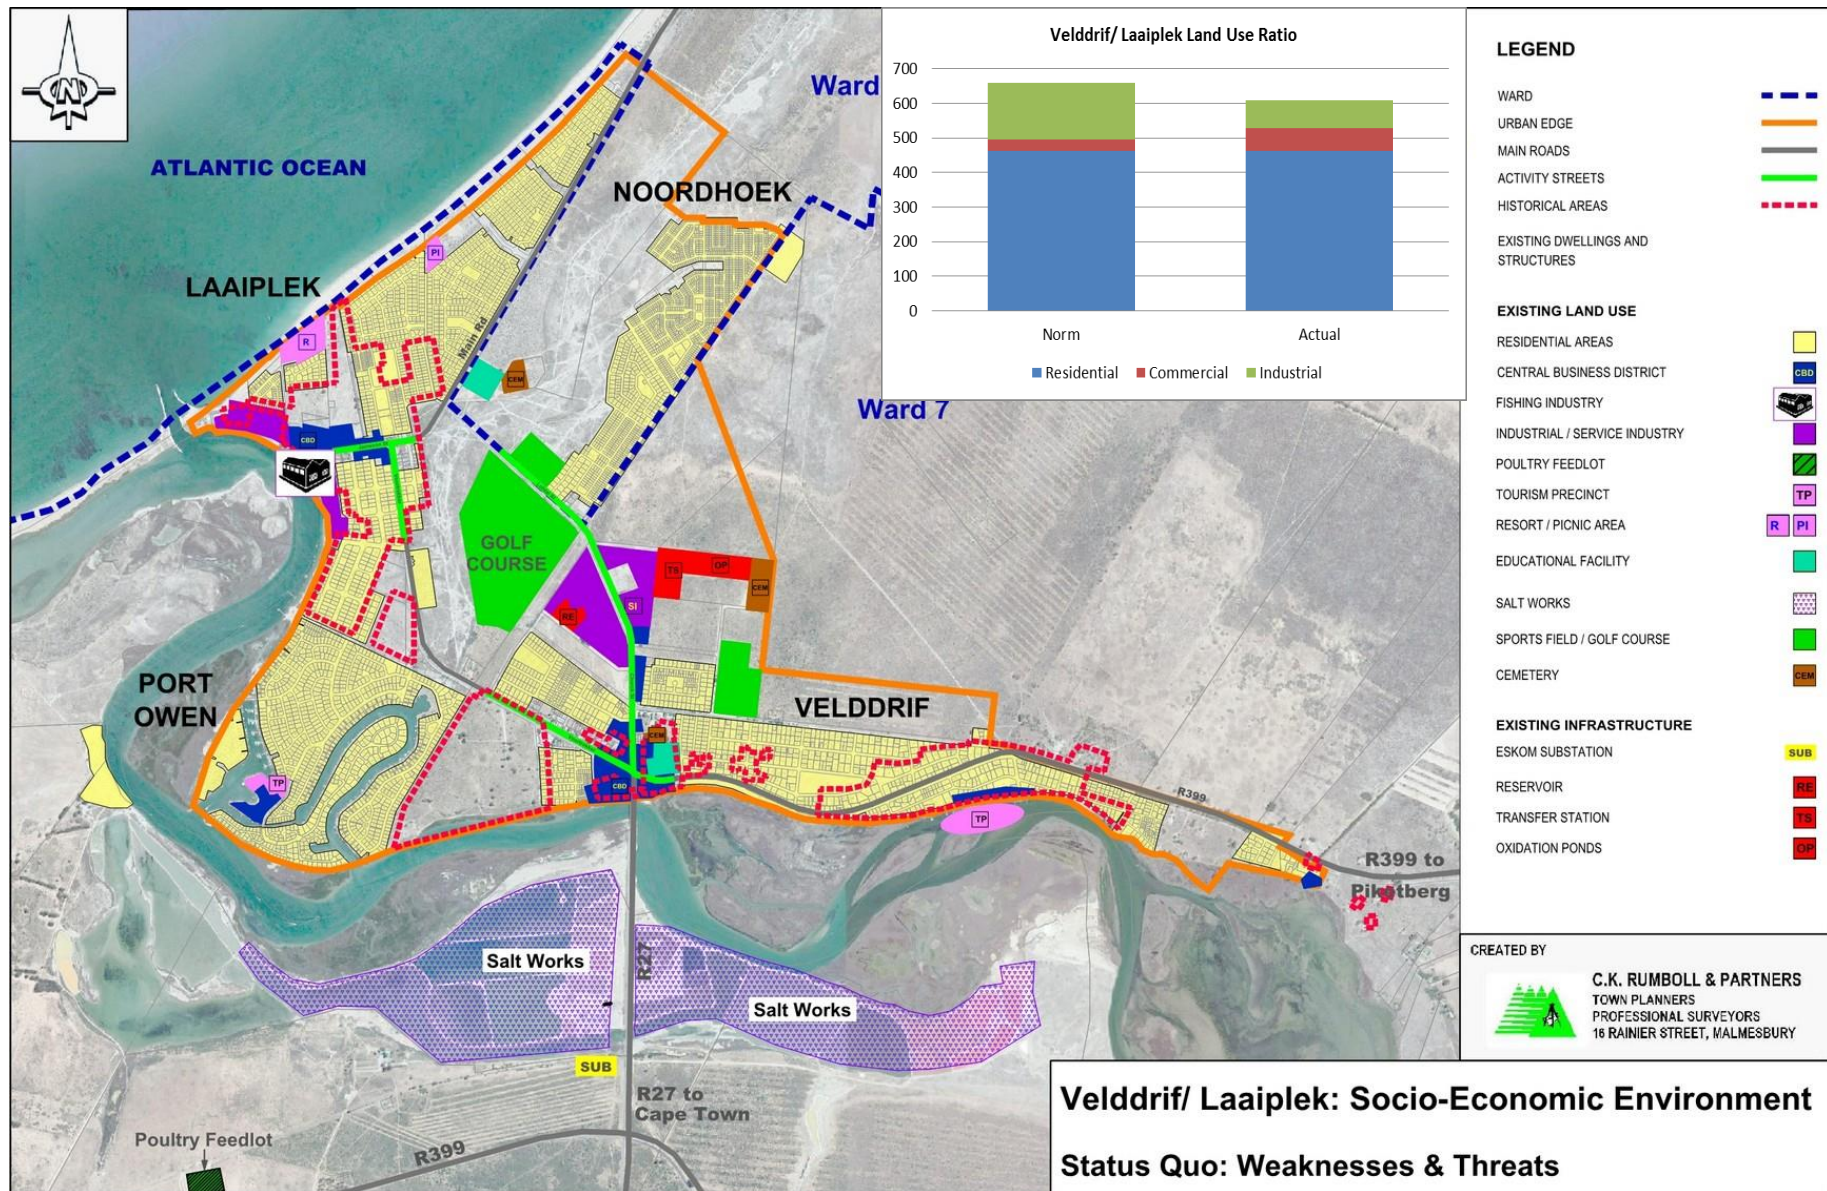 N
ATLANTIC OCEAN
Ward
NOORDHOEK
LAAIPLEK
PI
R
Main Rd
CEM
CBD
Ward 7
GOLF
COURSE
TS
OP
CEM
SI
RE
PORT
OWEN
VELDDRIF
CEM
TP
CBD
TP
R399
R399 to
Piketberg
Salt Works
R27
Salt Works
SUB
R27 to
Cape Town
Poultry Feedlot
R399
Velddrif/ Laaiplek Land Use Ratio
700
600
500
400
300
200
100
0
Norm
Actual
Residential
Commercial
Industrial
LEGEND
WARD
URBAN EDGE
MAIN ROADS
ACTIVITY STREETS
HISTORICAL AREAS
EXISTING DWELLINGS AND
STRUCTURES
EXISTING LAND USE
RESIDENTIAL AREAS
CENTRAL BUSINESS DISTRICT CBD
FISHING INDUSTRY
INDUSTRIAL / SERVICE INDUSTRY
POULTRY FEEDLOT
TOURISM PRECINCT TP
RESORT / PICNIC AREA R PI
EDUCATIONAL FACILITY
SALT WORKS
SPORTS FIELD / GOLF COURSE
CEMETERY CEM
EXISTING INFRASTRUCTURE
ESKOM SUBSTATION SUB
RESERVOIR RE
TRANSFER STATION TS
OXIDATION PONDS OP
CREATED BY
C.K. RUMBOLL & PARTNERS
TOWN PLANNERS
PROFESSIONAL SURVEYORS
16 RAINIER STREET, MALMESBURY
Velddrif/ Laaiplek: Socio-Economic Environment
Status Quo: Weaknesses & Threats